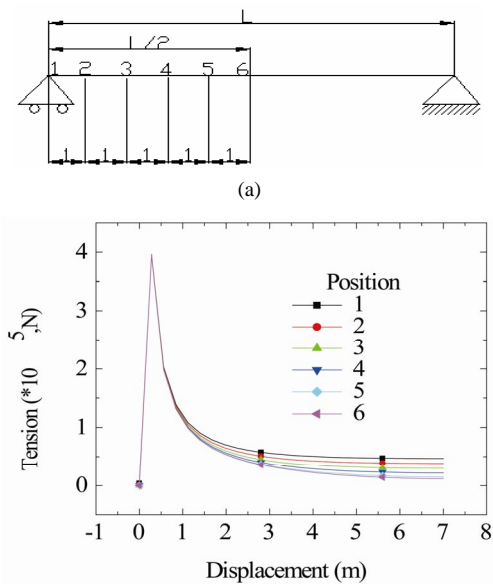 L
L/2
1 2 3 4 5 6
1 1 1 1 1
(a)
4
3
2
1
0
Tension (*10 5,N)
Position
1
2
3
4
5
6
-1 0 1 2 3 4 5 6 7 8
Displacement (m)